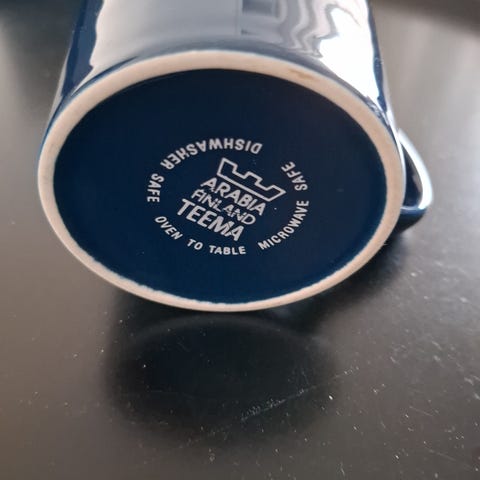 ARABIA
FINLAND
TEEMA
OVEN TO TABLE MICROWAVE SAFE DISHWASHER SAFE